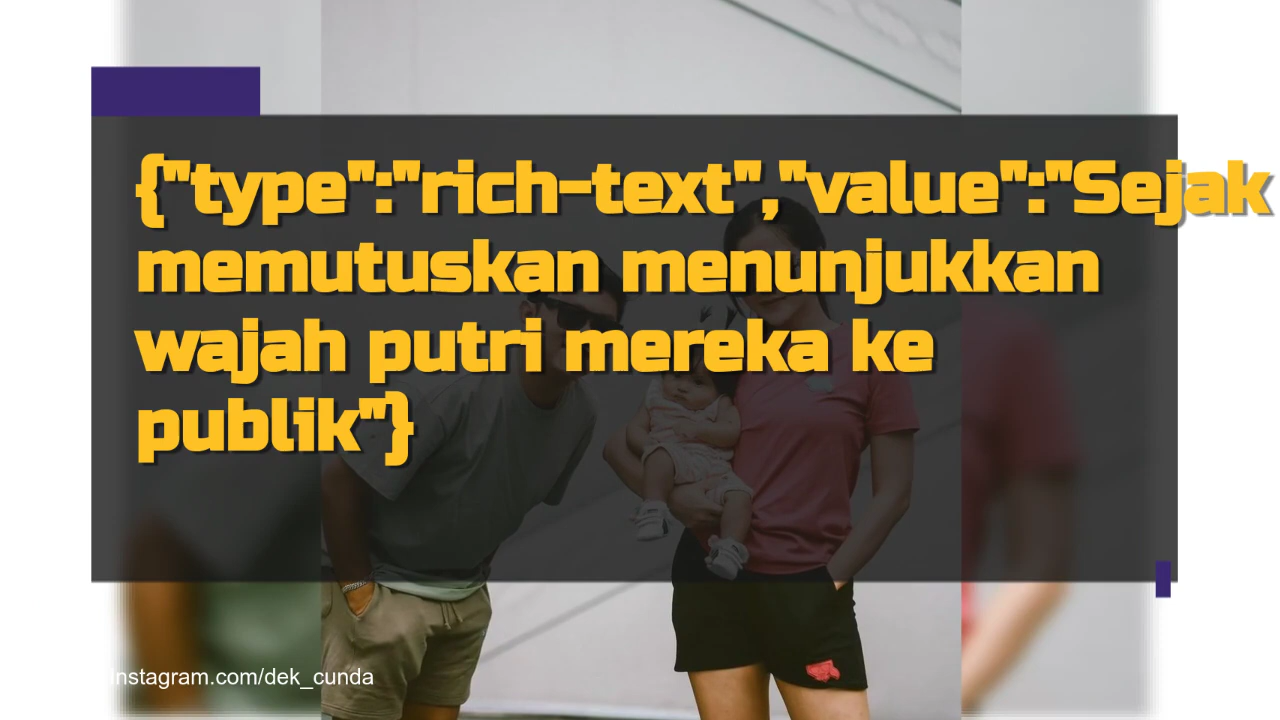 {"type":"rich-text","value":"Sejak
memutuskan menunjukkan
wajah putri mereka ke
publik"}
Instagram.com/dek_cunda